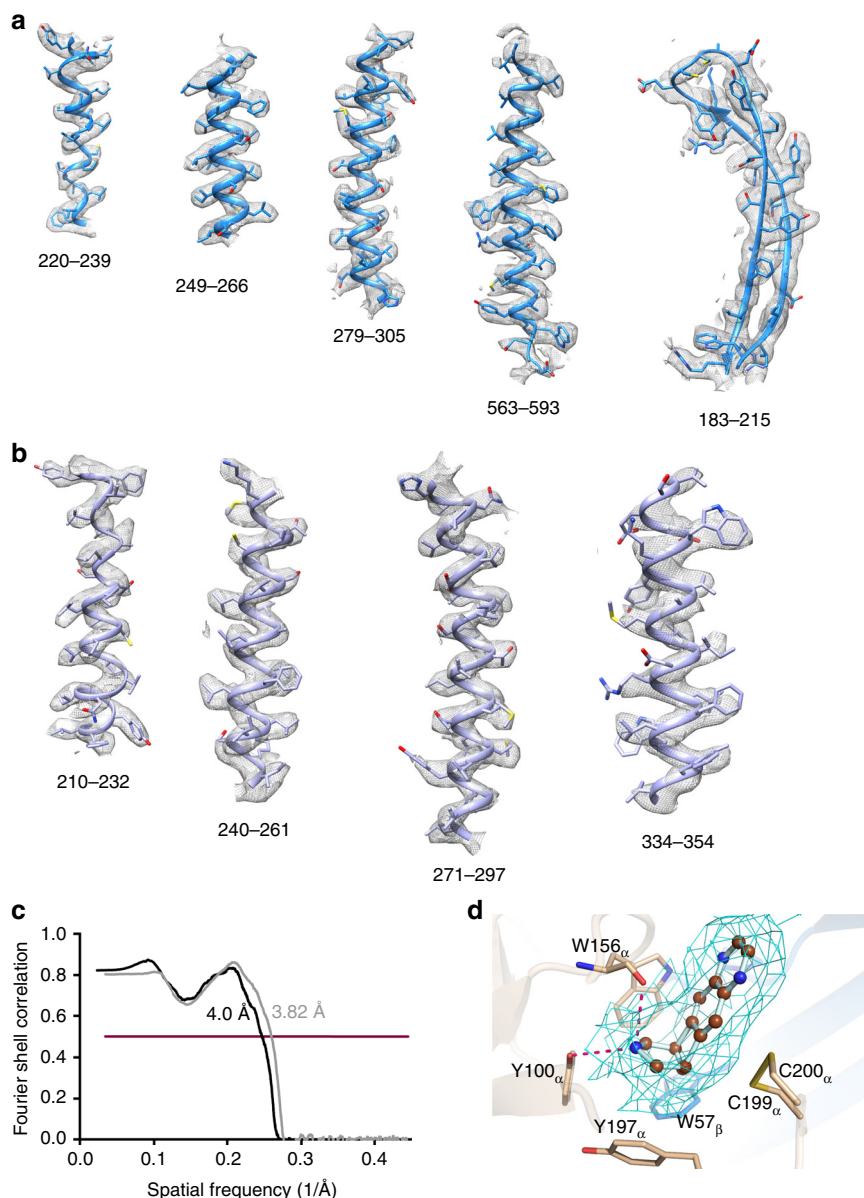 a
220–239
249–266
279–305
563–593
183–215
b
210–232
240–261
271–297
334–354
c
1.0
0.8
0.6
0.4
0.2
0.0
Fourier shell correlation
4.0 Å
3.82 Å
0 0.1 0.2 0.3 0.4
Spatial frequency (1/Å)
d
W156α
Y100α
C200α
C199α
W57β
Y197α